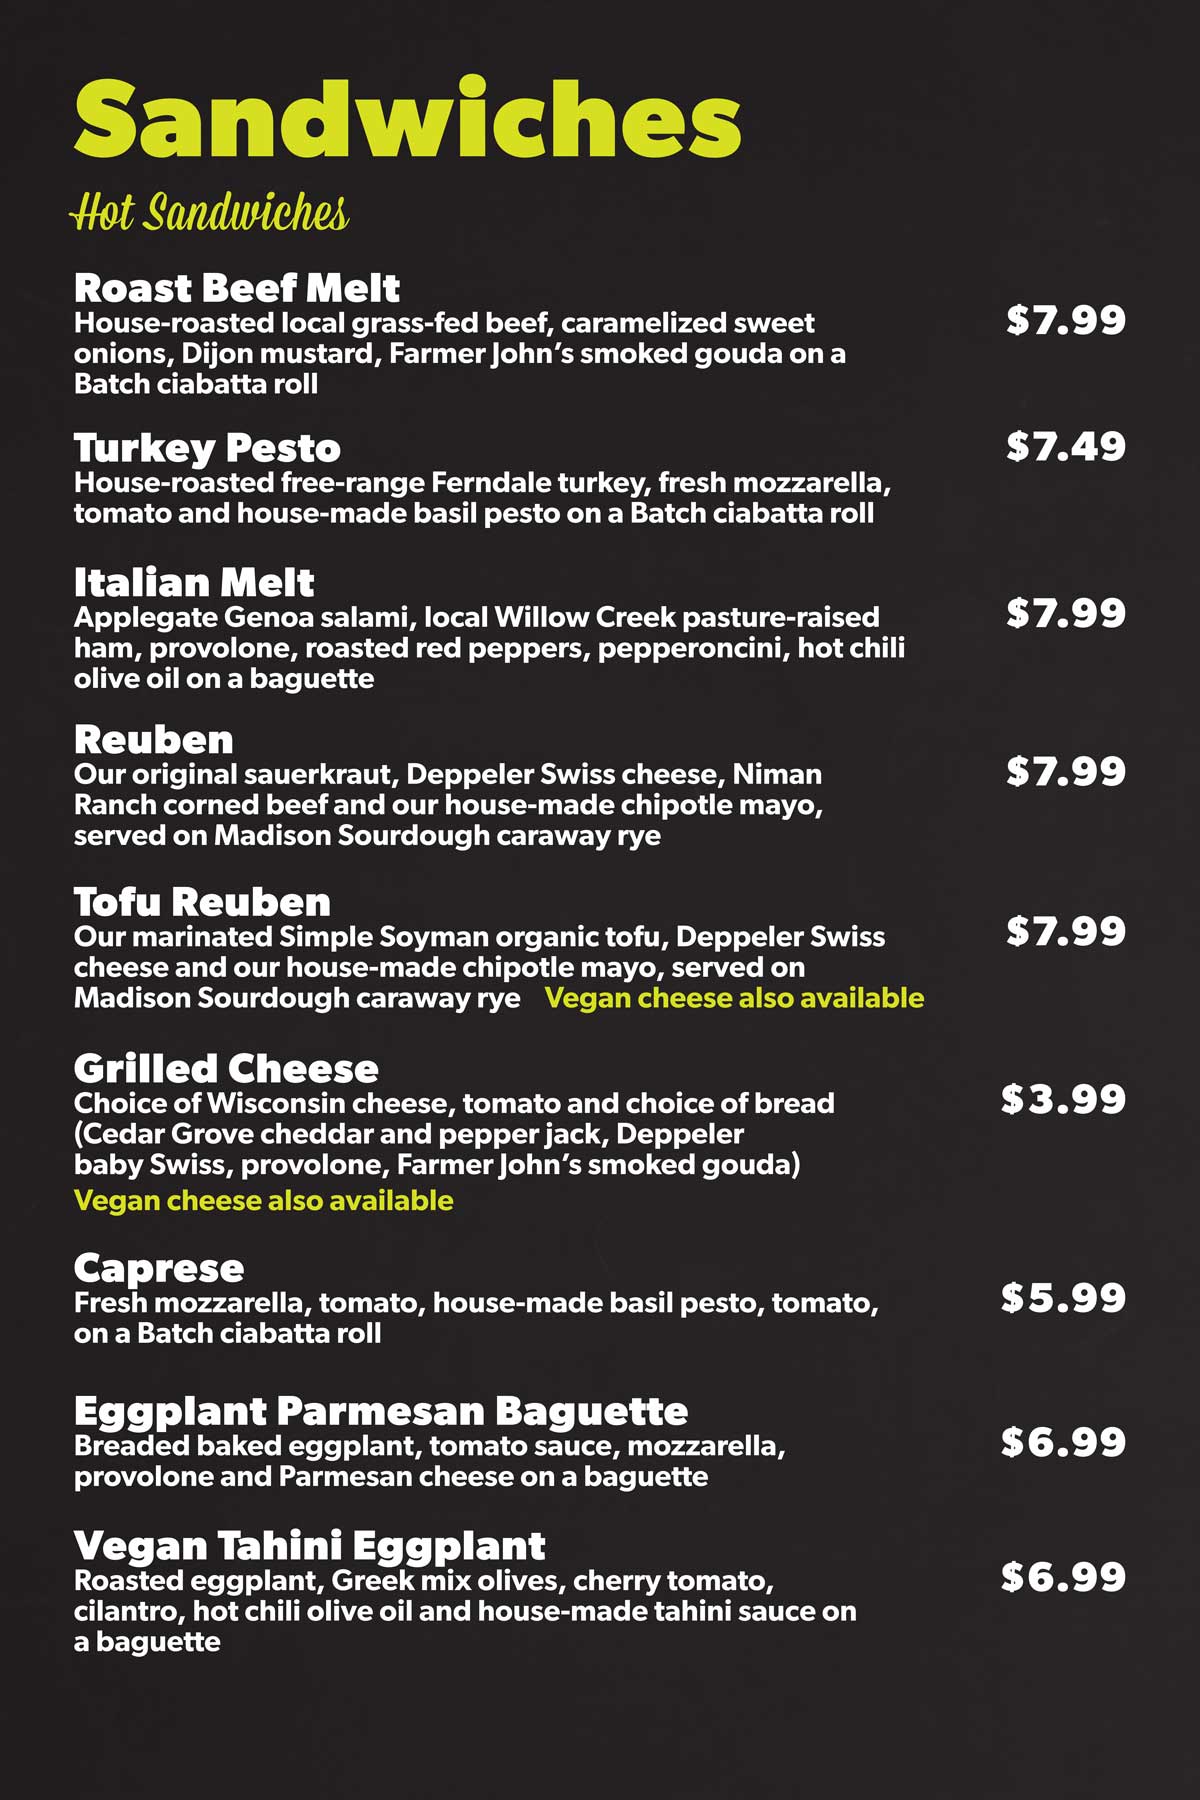 Sandwiches
Hot Sandwiches
Roast Beef Melt
House-roasted local grass-fed beef, caramelized sweet
onions, Dijon mustard, Farmer John's smoked gouda on a
Batch ciabatta roll
$7.99
Turkey Pesto
$7.49
House-roasted free-range Ferndale turkey, fresh mozzarella,
tomato and house-made basil pesto on a Batch ciabatta roll
Italian Melt
Applegate Genoa salami, local Willow Creek pasture-raised
ham, provolone, roasted red peppers, pepperoncini, hot chili
olive oil on a baguette
$7.99
Reuben
Our original sauerkraut, Deppeler Swiss cheese, Niman
Ranch corned beef and our house-made chipotle mayo,
served on Madison Sourdough caraway rye
$7.99
Tofu Reuben
Our marinated Simple Soyman organic tofu, Deppeler Swiss
cheese and our house-made chipotle mayo, served on
Madison Sourdough caraway rye Vegan cheese also available
$7.99
Grilled Cheese
Choice of Wisconsin cheese, tomato and choice of bread
(Cedar Grove cheddar and pepper jack, Deppeler
baby Swiss, provolone, Farmer John's smoked gouda)
Vegan cheese also available
$3.99
Caprese
Fresh mozzarella, tomato, house-made basil pesto, tomato,
on a Batch ciabatta roll
$5.99
Eggplant Parmesan Baguette
Breaded baked eggplant, tomato sauce, mozzarella,
provolone and Parmesan cheese on a baguette
$6.99
Vegan Tahini Eggplant
Roasted eggplant, Greek mix olives, cherry tomato,
cilantro, hot chili olive oil and house-made tahini sauce on
a baguette
$6.99